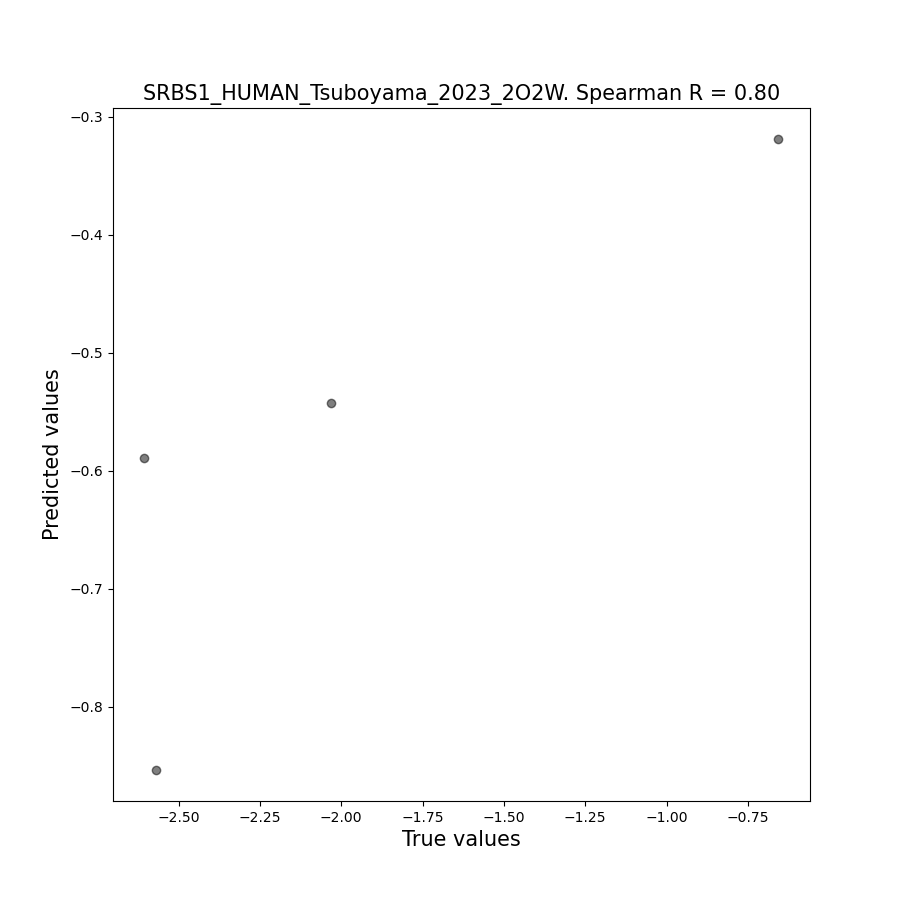 SRBS1_HUMAN_Tsuboyama_2023_2O2W. Spearman R = 0.80
−0.3
−0.4
−0.5
−0.6
−0.7
−0.8
Predicted values
−2.50 −2.25 −2.00 −1.75 −1.50 −1.25 −1.00 −0.75
True values